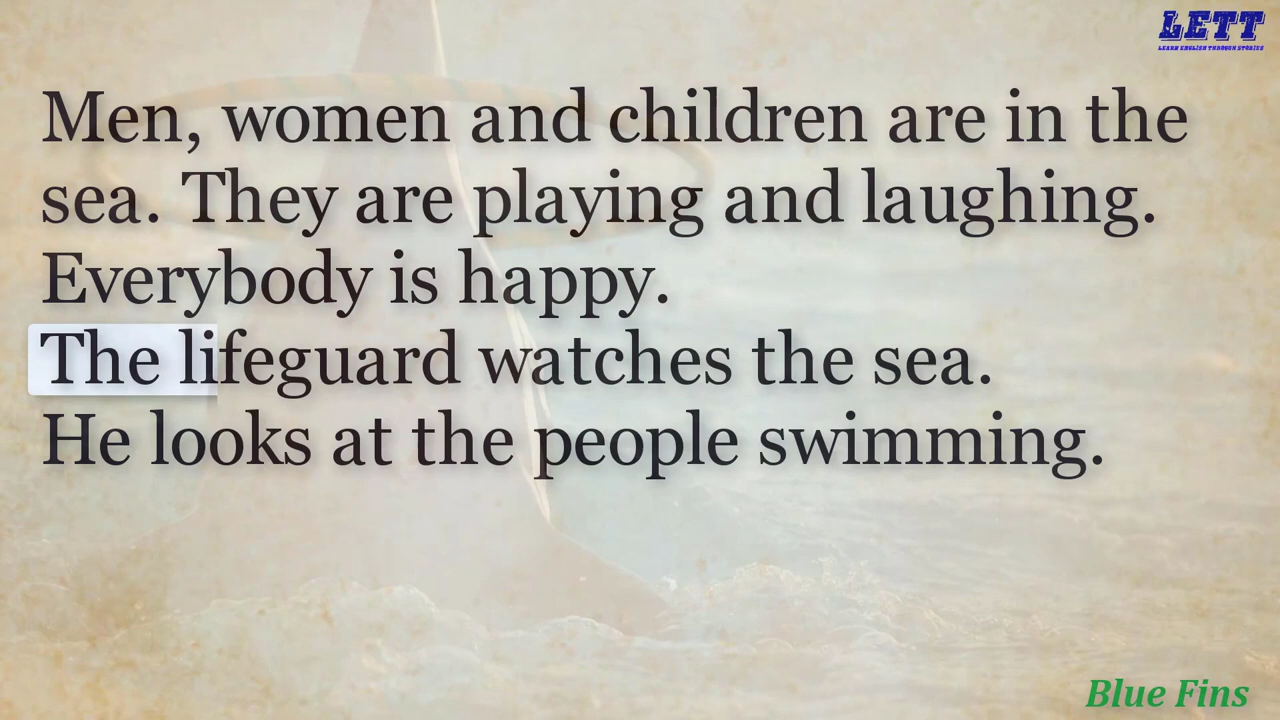 LETT
LEARN ENGLISH THROUGH STORIES
Men, women and children are in the
sea. They are playing and laughing.
Everybody is happy.
The lifeguard watches the sea.
He looks at the people swimming.
Blue Fins